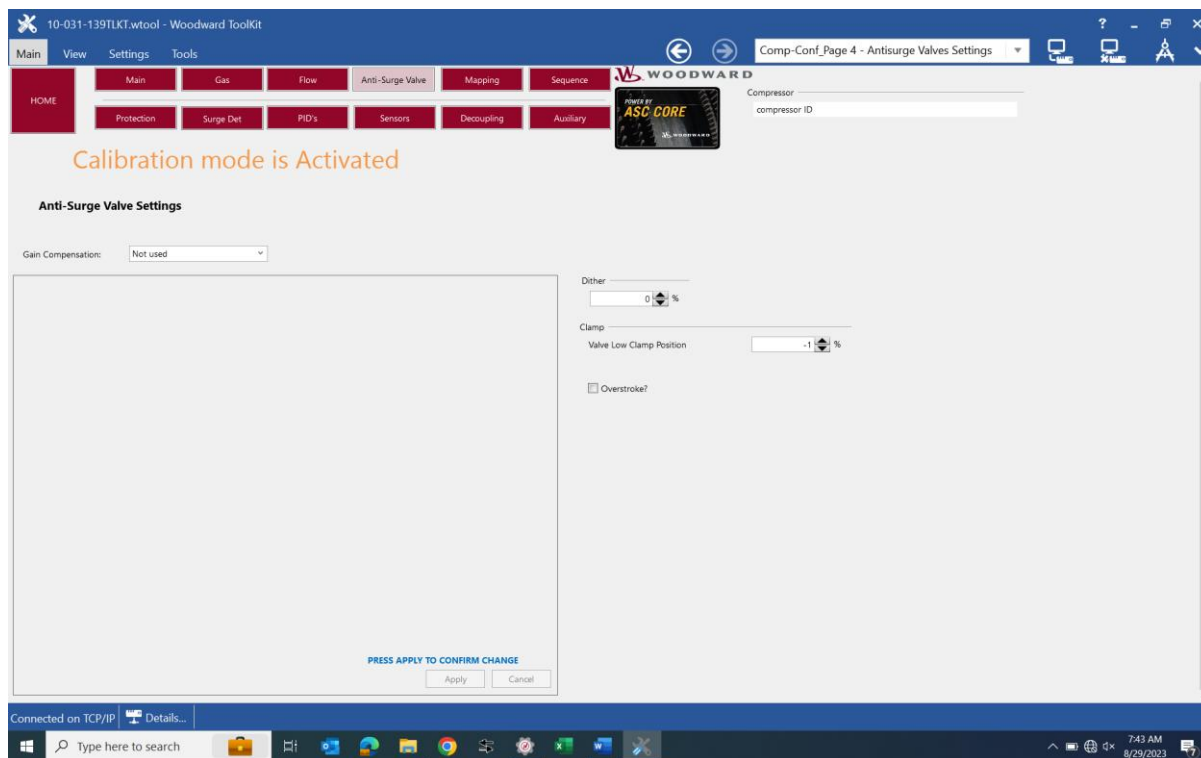 10-031-139TLKT.wtool - Woodward ToolKit
?
Main View Settings Tools
Comp-Conf_Page 4 - Antisurge Valves Settings
HOME
Main Gas Flow Anti-Surge Valve Mapping Sequence
Protection Surge Det PID's Sensors Decoupling Auxiliary
WOODWARD
POWER BY
ASC CORE
WOODWARD
Compressor
compressor ID
Calibration mode is Activated
Anti-Surge Valve Settings
Gain Compensation: Not used
Dither
0 %
Clamp
Valve Low Clamp Position -1 %
Overstroke?
PRESS APPLY TO CONFIRM CHANGE
Apply Cancel
Connected on TCP/IP Details...
Type here to search
7:43 AM
8/29/2023
7